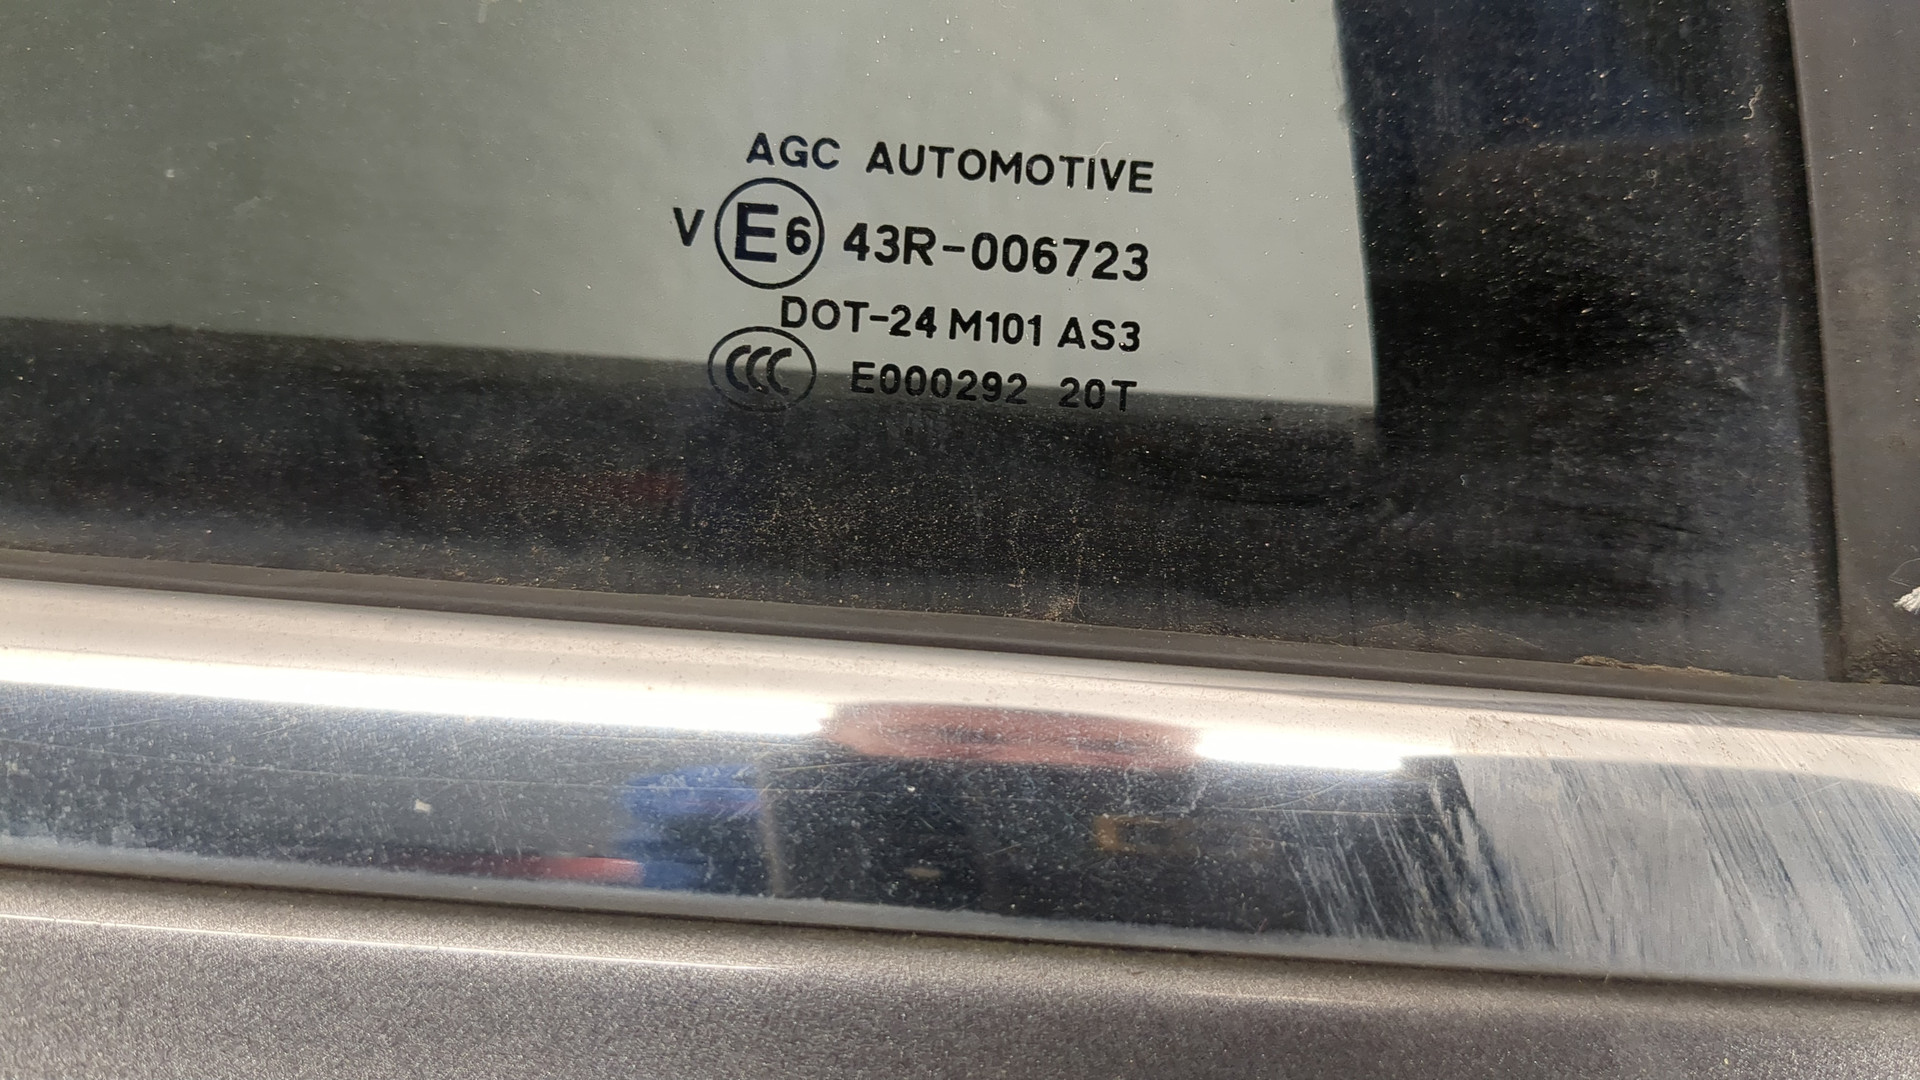 AGC AUTOMOTIVE
V E6 43R-006723
DOT-24 M101 AS3
CCC E000292 20T